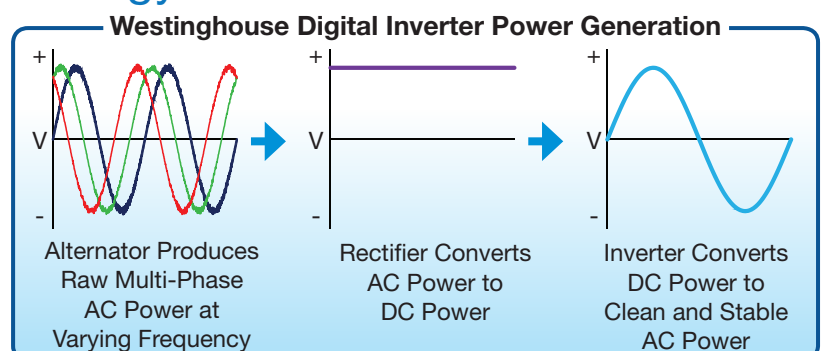 Westinghouse Digital Inverter Power Generation
+
V
-
Alternator Produces
Raw Multi-Phase
AC Power at
Varying Frequency
+
V
-
Rectifier Converts
AC Power to
DC Power
+
V
-
Inverter Converts
DC Power to
Clean and Stable
AC Power